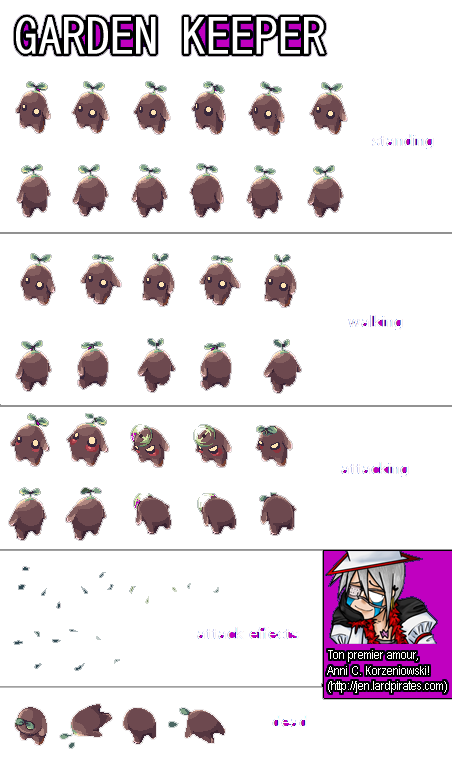 GARDEN KEEPER
standing
walking
attacking
attack effects
Ton premier amour,
Anni C. Korzeniowski!
(http://jen.lardpirates.com)
dead